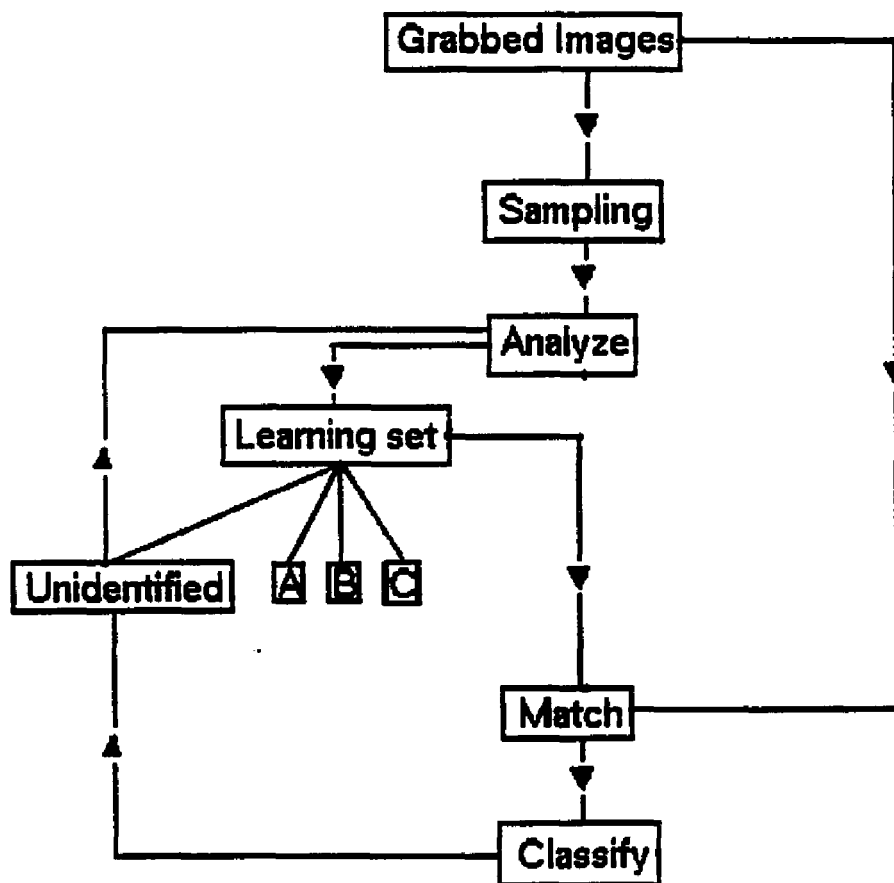 Grabbed Images
Sampling
Analyze
Learning set
Unidentified
A
B
C
Match
Classify